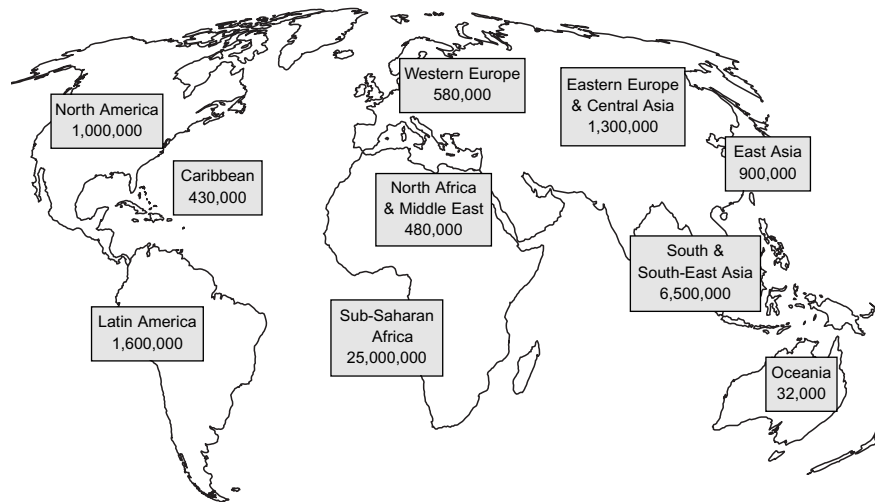 Western Europe
580,000
Eastern Europe
& Central Asia
1,300,000
North America
1,000,000
East Asia
900,000
Caribbean
430,000
North Africa
& Middle East
480,000
South &
South-East Asia
6,500,000
Latin America
1,600,000
Sub-Saharan
Africa
25,000,000
Oceania
32,000